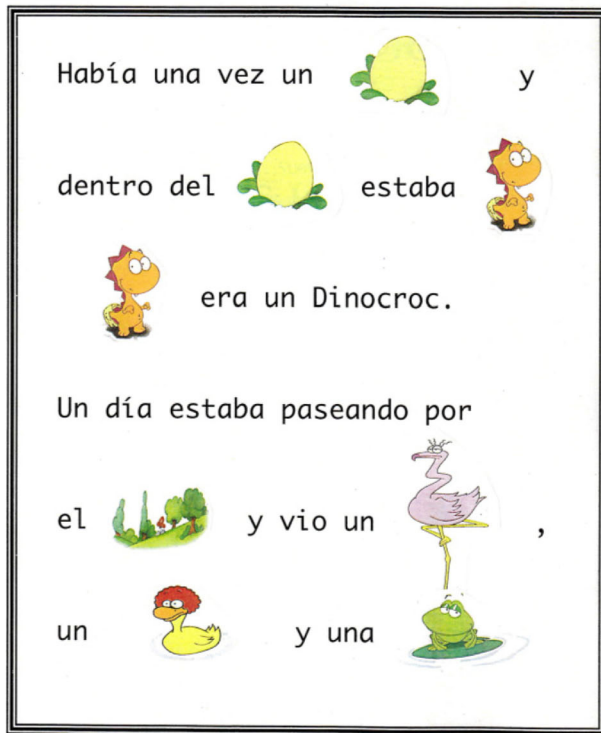 Había una vez un y
dentro del estaba
era un Dinocroc.
Un día estaba paseando por
el y vio un ,
un y una